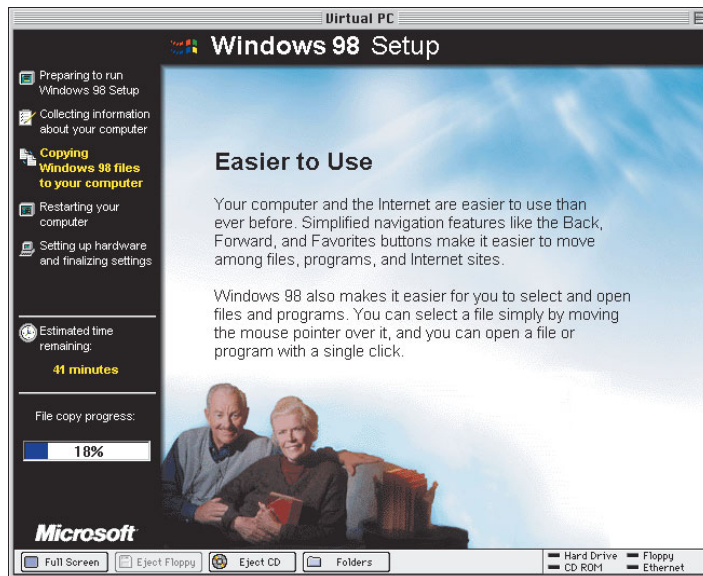 Virtual PC
Windows 98 Setup
Preparing to run
Windows 98 Setup
Collecting information
about your computer
Copying
Windows 98 files
to your computer
Restarting your
computer
Setting up hardware
and finalizing settings
Estimated time
remaining:
41 minutes
File copy progress:
18%
Microsoft
Easier to Use
Your computer and the Internet are easier to use than
ever before. Simplified navigation features like the Back,
Forward, and Favorites buttons make it easier to move
among files, programs, and Internet sites.
Windows 98 also makes it easier for you to select and open
files and programs. You can select a file simply by moving
the mouse pointer over it, and you can open a file or
program with a single click.
Full Screen
Eject Floppy
Eject CD
Folders
Hard Drive
Floppy
CD ROM
Ethernet